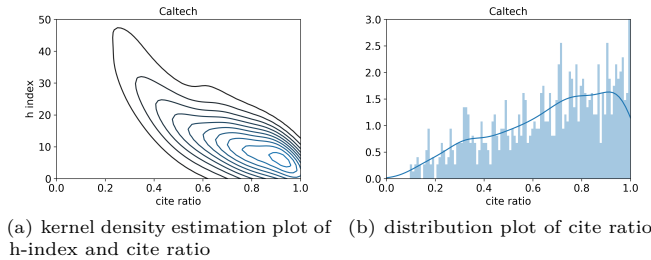 Caltech
50
40
30
20
10
0
h index
0.0 0.2 0.4 0.6 0.8 1.0
cite ratio
(a) kernel density estimation plot of
h-index and cite ratio
Caltech
3.0
2.5
2.0
1.5
1.0
0.5
0.0
0.0 0.2 0.4 0.6 0.8 1.0
cite ratio
(b) distribution plot of cite ratio